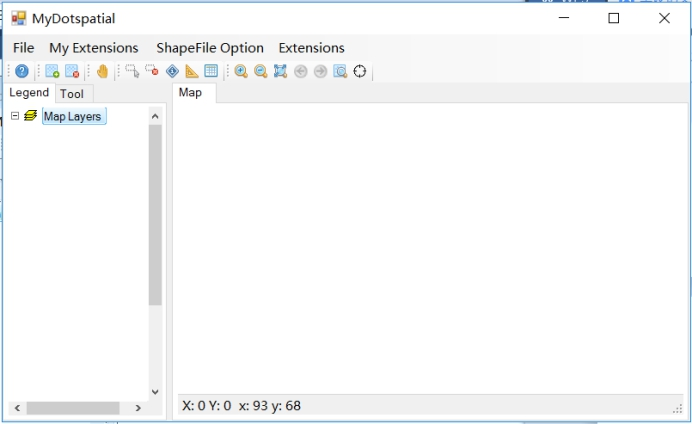 MyDotspatial
File My Extensions ShapeFile Option Extensions
Legend Tool Map
Map Layers
X: 0 Y: 0 x: 93 y: 68